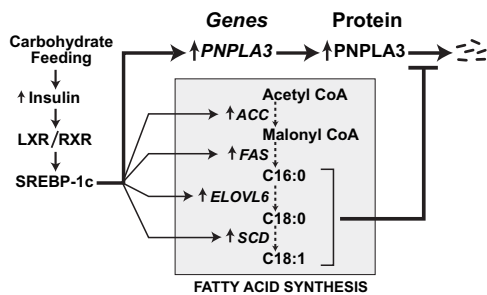 Genes Protein
Carbohydrate
Feeding
↑PNPLA3 ↑PNPLA3
↑Insulin
LXR/RXR
SREBP-1c
Acetyl CoA
↑ACC
Malonyl CoA
↑FAS
C16:0
↑ELOVL6
C18:0
↑SCD
C18:1
FATTY ACID SYNTHESIS